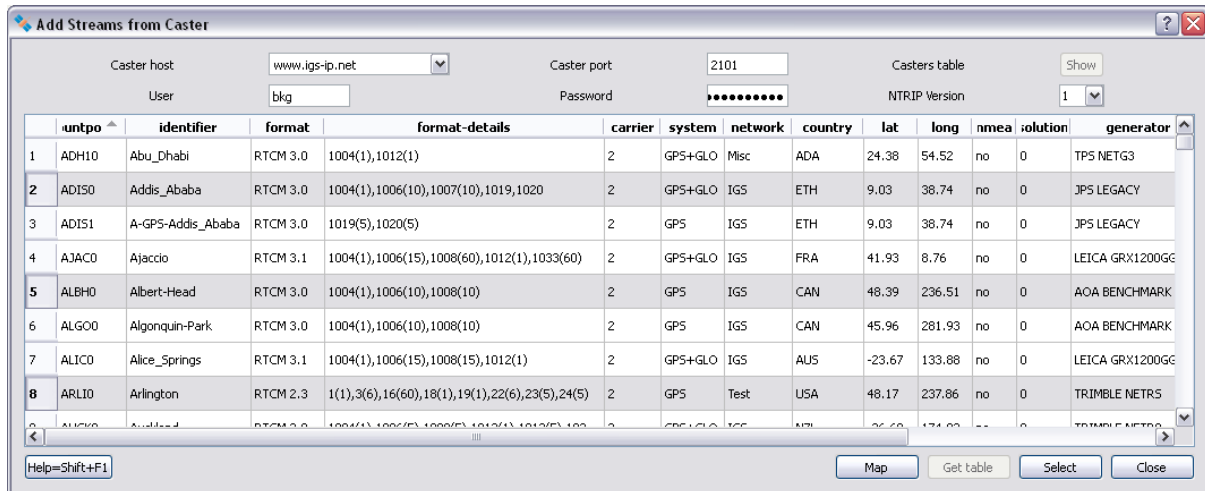 Add Streams from Caster
Caster host www.igs-ip.net Caster port 2101 Casters table Show
User bkg Password NTRIP Version 1
untpo identifier format format-details carrier system network country lat long nmea solution generator
1 ADH10 Abu_Dhabi RTCM 3.0 1004(1),1012(1) 2 GPS+GLO Misc ADA 24.38 54.52 no 0 TPS NETG3
2 ADIS0 Addis_Ababa RTCM 3.0 1004(1),1006(10),1007(10),1019,1020 2 GPS+GLO IGS ETH 9.03 38.74 no 0 JPS LEGACY
3 ADIS1 A-GPS-Addis_Ababa RTCM 3.0 1019(5),1020(5) 2 GPS IGS ETH 9.03 38.74 no 0 JPS LEGACY
4 AJAC0 Ajaccio RTCM 3.1 1004(1),1006(15),1008(60),1012(1),1033(60) 2 GPS+GLO IGS FRA 41.93 8.76 no 0 LEICA GRX1200GG
5 ALBH0 Albert-Head RTCM 3.0 1004(1),1006(10),1008(10) 2 GPS IGS CAN 48.39 236.51 no 0 AOA BENCHMARK
6 ALGO0 Algonquin-Park RTCM 3.0 1004(1),1006(10),1008(10) 2 GPS IGS CAN 45.96 281.93 no 0 AOA BENCHMARK
7 ALIC0 Alice_Springs RTCM 3.1 1004(1),1006(15),1008(15),1012(1) 2 GPS+GLO IGS AUS -23.67 133.88 no 0 LEICA GRX1200GG
8 ARLI0 Arlington RTCM 2.3 1(1),3(6),16(60),18(1),19(1),22(6),23(5),24(5) 2 GPS Test USA 48.17 237.86 no 0 TRIMBLE NETRS
Help=Shift+F1 Map Get table Select Close